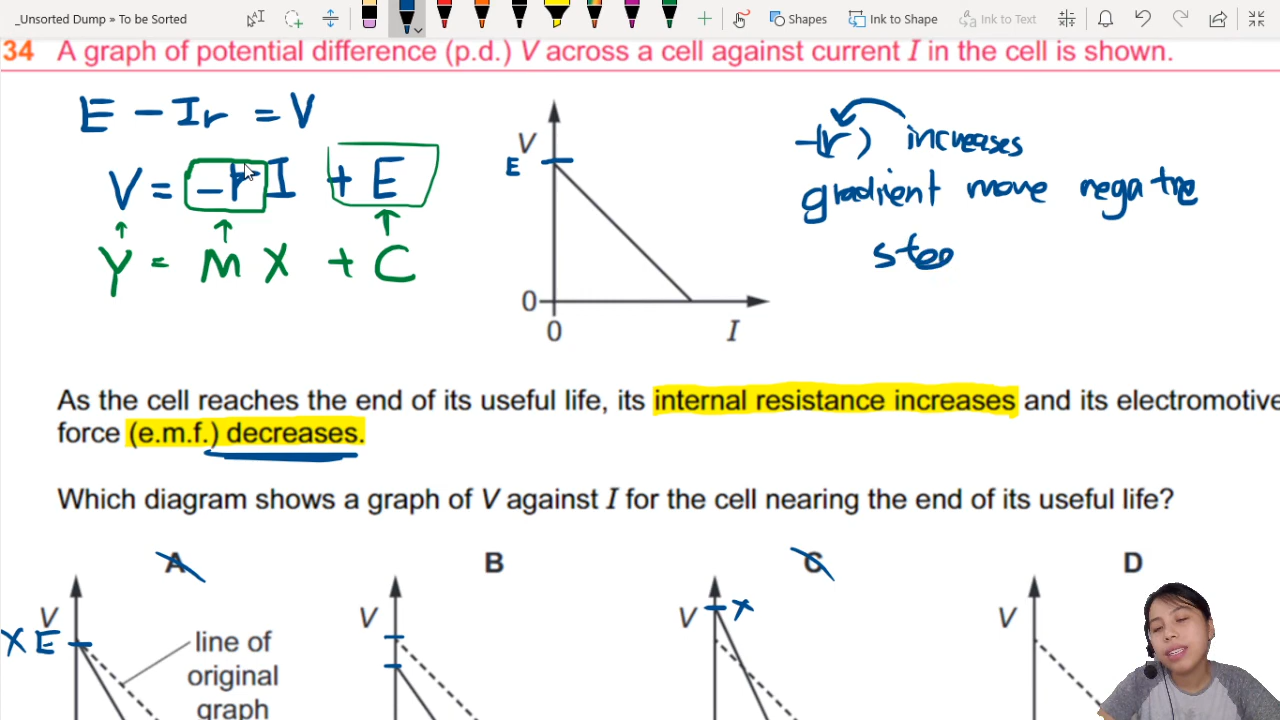 _Unsorted Dump » To be Sorted
Shapes
Ink to Shape
Ink to Text
34 A graph of potential difference (p.d.) V across a cell against current I in the cell is shown.
E - Ir = V
V = -rI + E
Y = M X + C
V
E
0
0
I
-(r) increases
gradient move negative
stee
As the cell reaches the end of its useful life, its internal resistance increases and its electromotive
force (e.m.f.) decreases.
Which diagram shows a graph of V against I for the cell nearing the end of its useful life?
A
B
C
D
V
V
V
V
X E
x
line of
original
graph